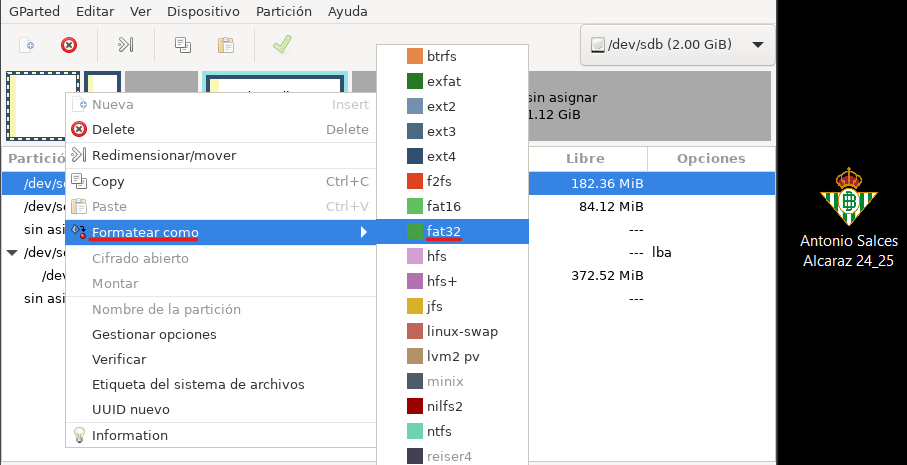 GParted Editar Ver Dispositivo Partición Ayuda
/dev/sdb (2.00 GiB)
sin asignar
1.12 GiB
Partició Libre Opciones
/dev/s 182.36 MiB
/dev/s 84.12 MiB
sin asi ---
/dev/s --- lba
/dev 372.52 MiB
sin asig ---
Nueva Insert
Delete Delete
Redimensionar/mover
Copy Ctrl+C
Paste Ctrl+V
Formatear como
Cifrado abierto
Montar
Nombre de la partición
Gestionar opciones
Verificar
Etiqueta del sistema de archivos
UUID nuevo
Information
btrfs
exfat
ext2
ext3
ext4
f2fs
fat16
fat32
hfs
hfs+
jfs
linux-swap
lvm2 pv
minix
nilfs2
ntfs
reiser4
Antonio Salces
Alcaraz 24_25